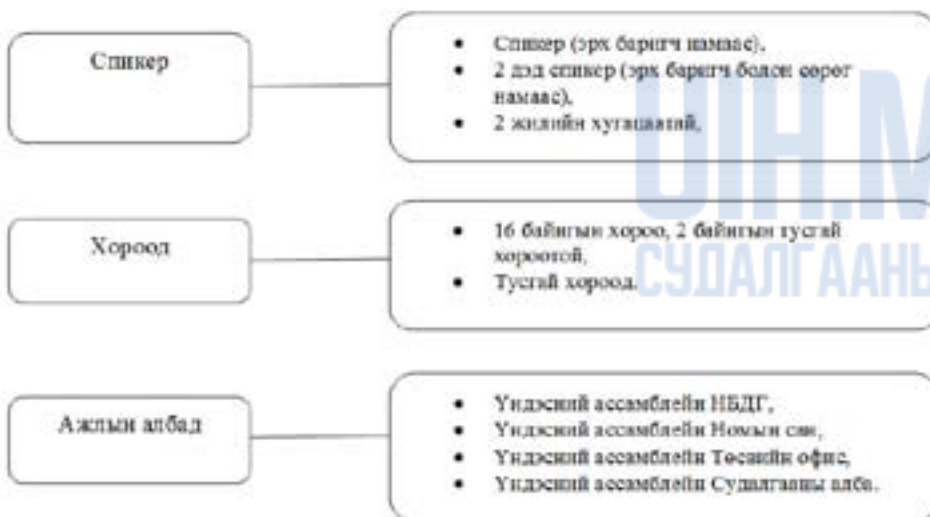 Спикер
• Спикер (эрх баригч намаас),
• 2 дэд спикер (эрх баригч болон сөрөг
намаас),
• 2 жилийн хугацаатай,
UIH.M
Хороод
• 16 байнгын хороо, 2 байнгын тусгай
хороотой,
• Тусгай хороод.
СУДАЛГААНЫ
Ажлын албад
• Үндэсний ассамблейн НБДГ,
• Үндэсний ассамблейн Номын сан,
• Үндэсний ассамблейн Төсвийн офис,
• Үндэсний ассамблейн Судалгааны алба.